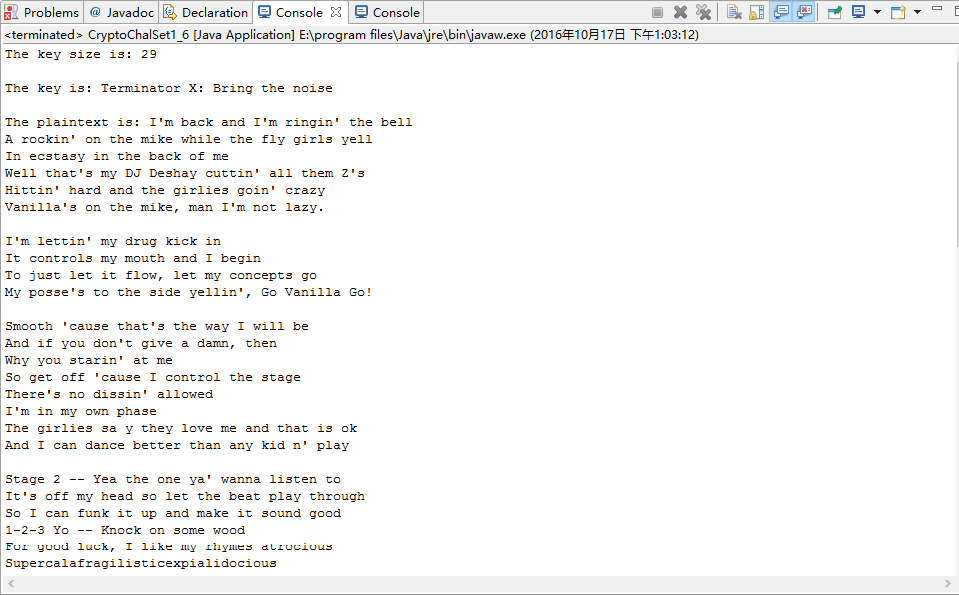 Problems @ Javadoc Declaration Console Console
<terminated> CryptoChalSet1_6 [Java Application] E:\program files\Java\jre\bin\javaw.exe (2016年10月17日 下午1:03:12)
The key size is: 29
The key is: Terminator X: Bring the noise
The plaintext is: I'm back and I'm ringin' the bell
A rockin' on the mike while the fly girls yell
In ecstasy in the back of me
Well that's my DJ Deshay cuttin' all them Z's
Hittin' hard and the girlies goin' crazy
Vanilla's on the mike, man I'm not lazy.
I'm lettin' my drug kick in
It controls my mouth and I begin
To just let it flow, let my concepts go
My posse's to the side yellin', Go Vanilla Go!
Smooth 'cause that's the way I will be
And if you don't give a damn, then
Why you starin' at me
So get off 'cause I control the stage
There's no dissin' allowed
I'm in my own phase
The girlies sa y they love me and that is ok
And I can dance better than any kid n' play
Stage 2 -- Yea the one ya' wanna listen to
It's off my head so let the beat play through
So I can funk it up and make it sound good
1-2-3 Yo -- Knock on some wood
For good luck, I like my rhymes atrocious
Supercalafragilisticexpialidocious